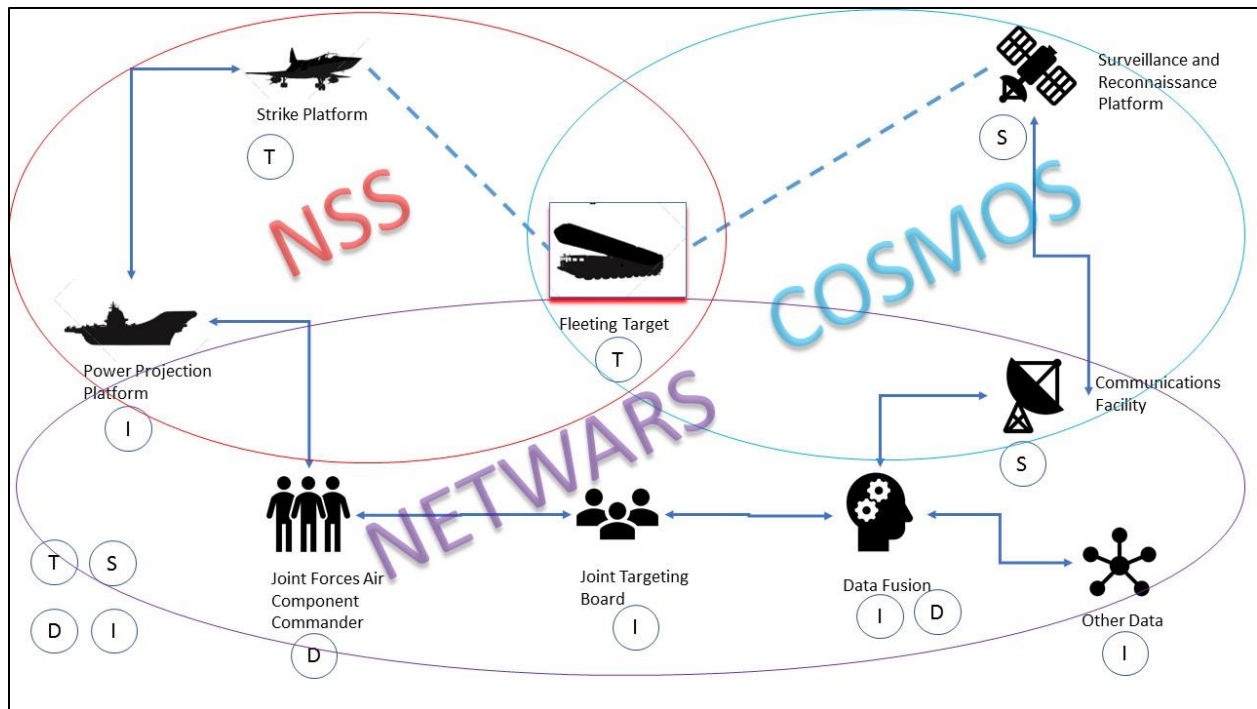 Strike Platform
T
NSS
Surveillance and
Reconnaissance
Platform
S
COSMOS
Fleeting Target
T
Power Projection
Platform
I
Communications
Facility
S
NETWARS
Joint Forces Air
Component
Commander
D
Joint Targeting
Board
I
Data Fusion
I D
Other Data
I
T S
D I